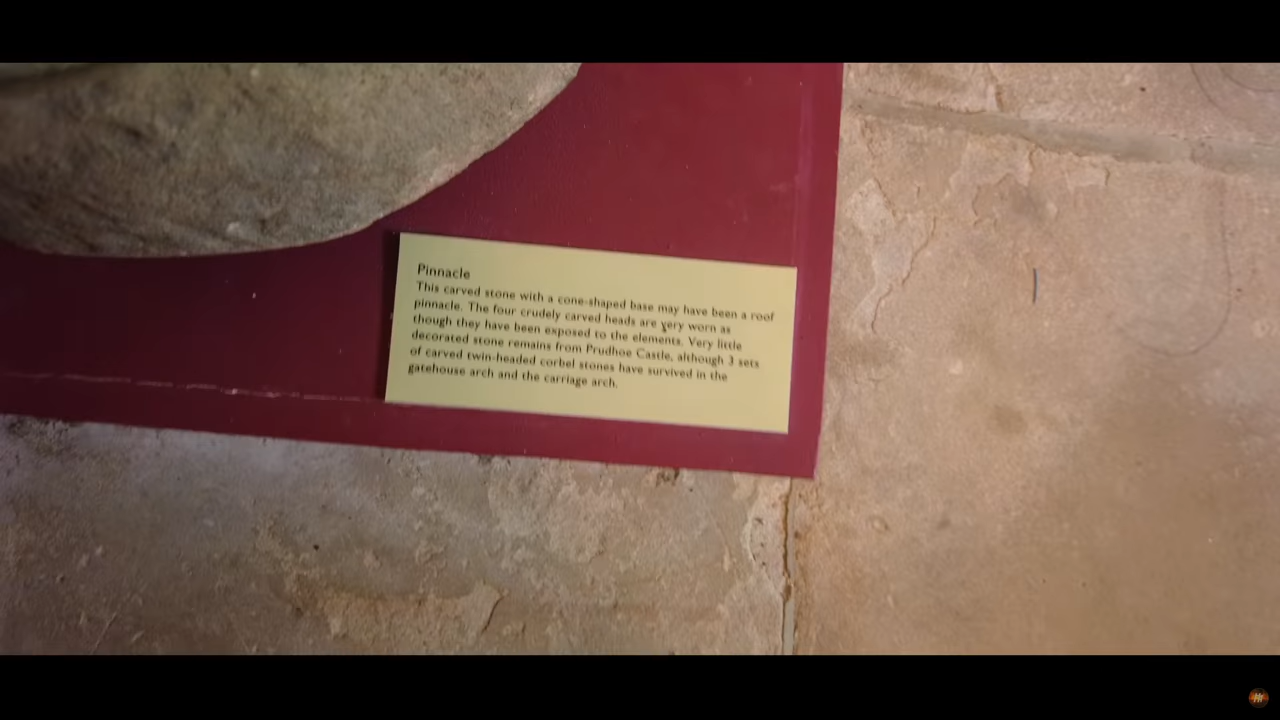 Pinnacle
This carved stone with a cone-shaped base may have been a roof
pinnacle. The four crudely carved heads are very worn as
though they have been exposed to the elements. Very little
decorated stone remains from Prudhoe Castle, although 3 sets
of carved twin-headed corbel stones have survived in the
gatehouse arch and the carriage arch.